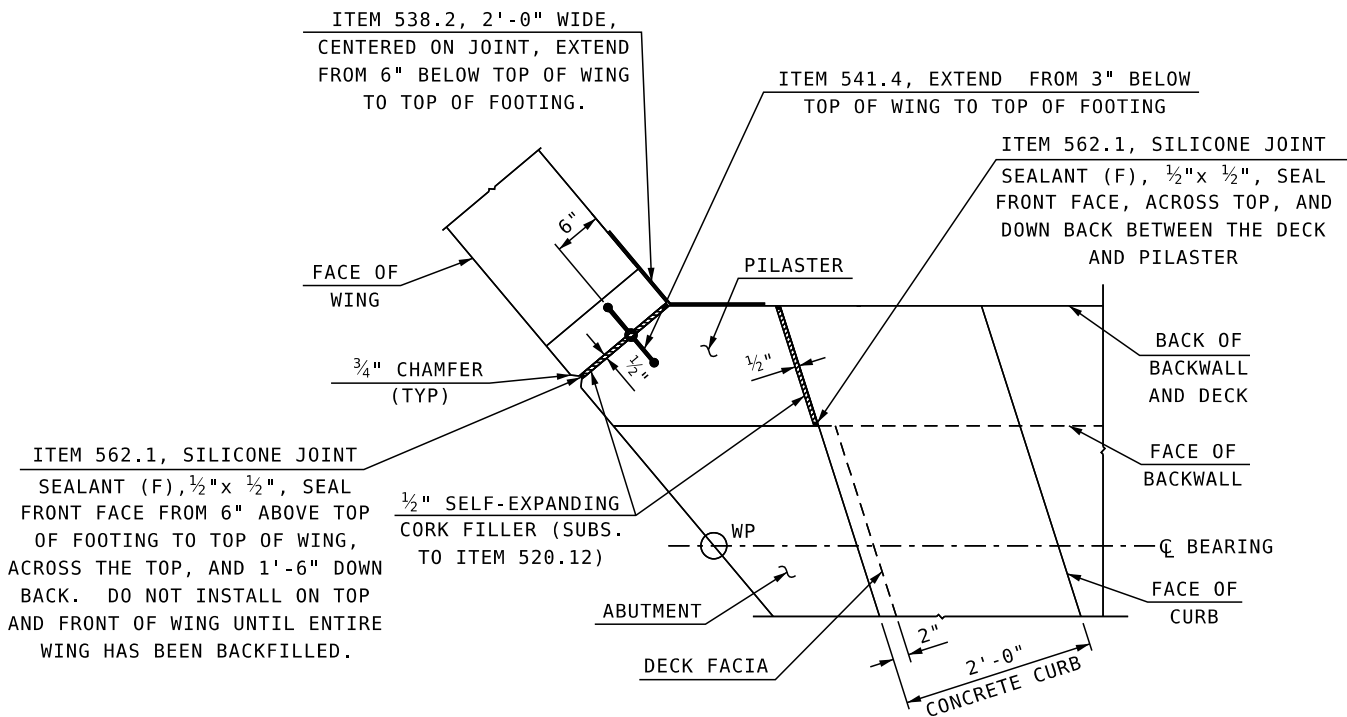 ITEM 538.2, 2'-0" WIDE,
CENTERED ON JOINT, EXTEND
FROM 6" BELOW TOP OF WING
TO TOP OF FOOTING.
ITEM 541.4, EXTEND FROM 3" BELOW
TOP OF WING TO TOP OF FOOTING
ITEM 562.1, SILICONE JOINT
SEALANT (F), ½"x ½", SEAL
FRONT FACE, ACROSS TOP, AND
DOWN BACK BETWEEN THE DECK
AND PILASTER
6"
FACE OF
WING
PILASTER
¾" CHAMFER
(TYP)
½"
½"
BACK OF
BACKWALL
AND DECK
ITEM 562.1, SILICONE JOINT
SEALANT (F),½"x ½", SEAL
FRONT FACE FROM 6" ABOVE TOP
OF FOOTING TO TOP OF WING,
ACROSS THE TOP, AND 1'-6" DOWN
BACK. DO NOT INSTALL ON TOP
AND FRONT OF WING UNTIL ENTIRE
WING HAS BEEN BACKFILLED.
½" SELF-EXPANDING
CORK FILLER (SUBS.
TO ITEM 520.12)
FACE OF
BACKWALL
WP
℄ BEARING
ABUTMENT
FACE OF
CURB
DECK FACIA
2"
2'-0"
CONCRETE CURB